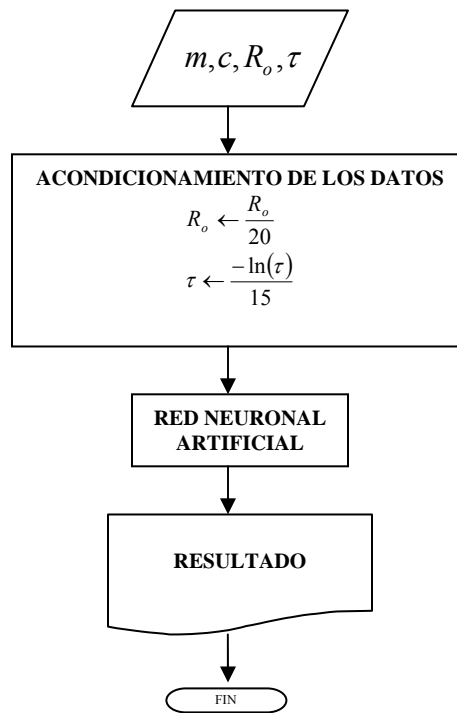 m, c, R_o, τ
ACONDICIONAMIENTO DE LOS DATOS
R_o ← R_o/20
τ ← −ln(τ)/15
RED NEURONAL
ARTIFICIAL
RESULTADO
FIN